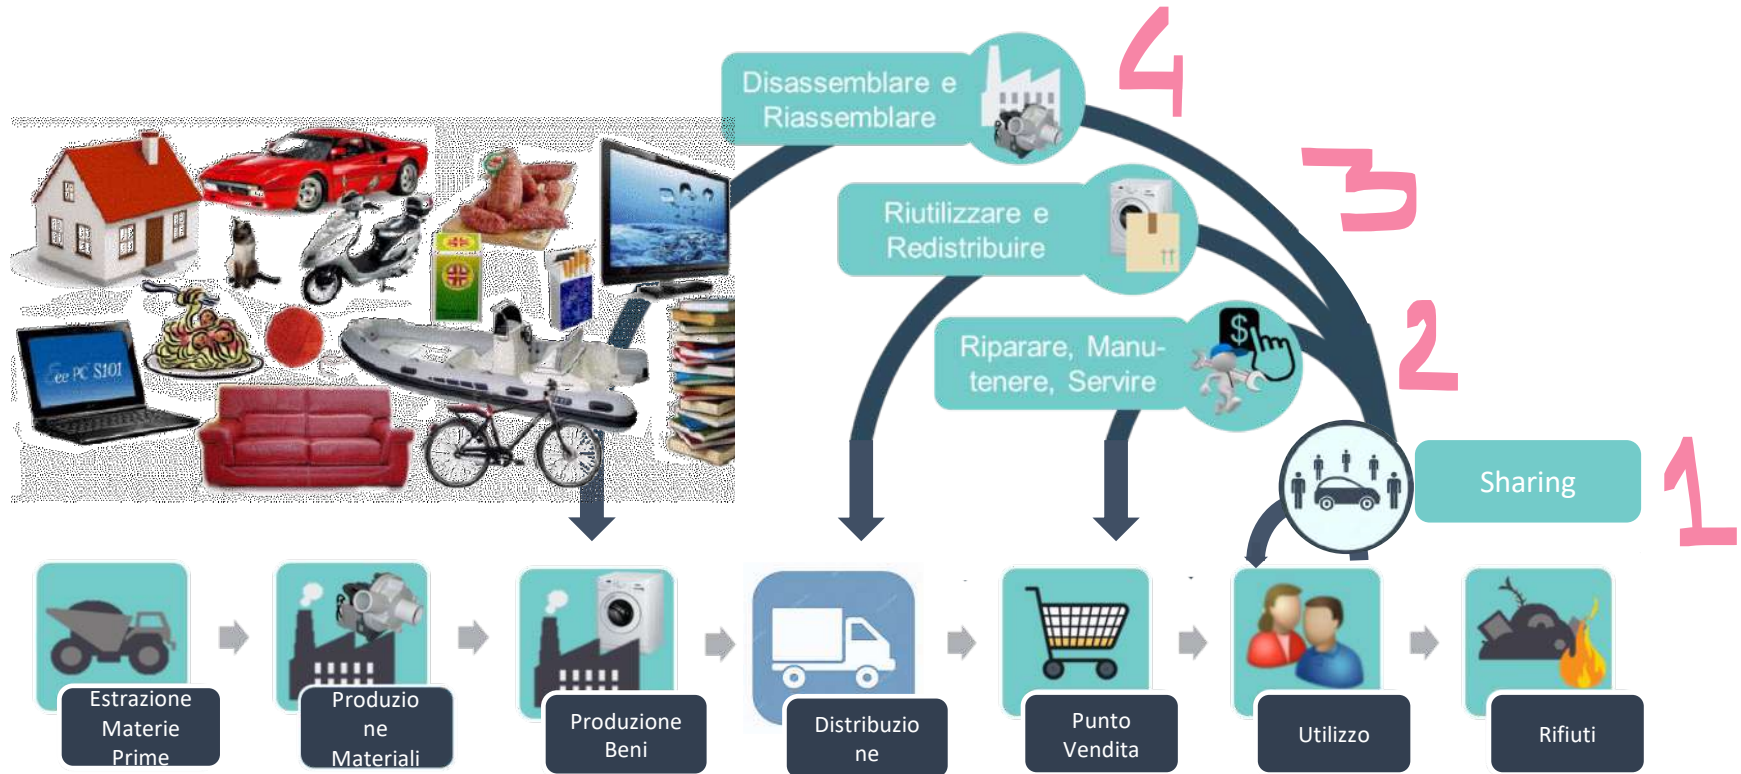 4
Disassemblare e
Riassemblare
3
Riutilizzare e
Redistribuire
2
Riparare, Manu-
tenere, Servire
$
Sharing
1
ee PC S101
Estrazione
Materie
Prime
Produzio
ne
Materiali
Produzione
Beni
Distribuzio
ne
Punto
Vendita
Utilizzo
Rifiuti